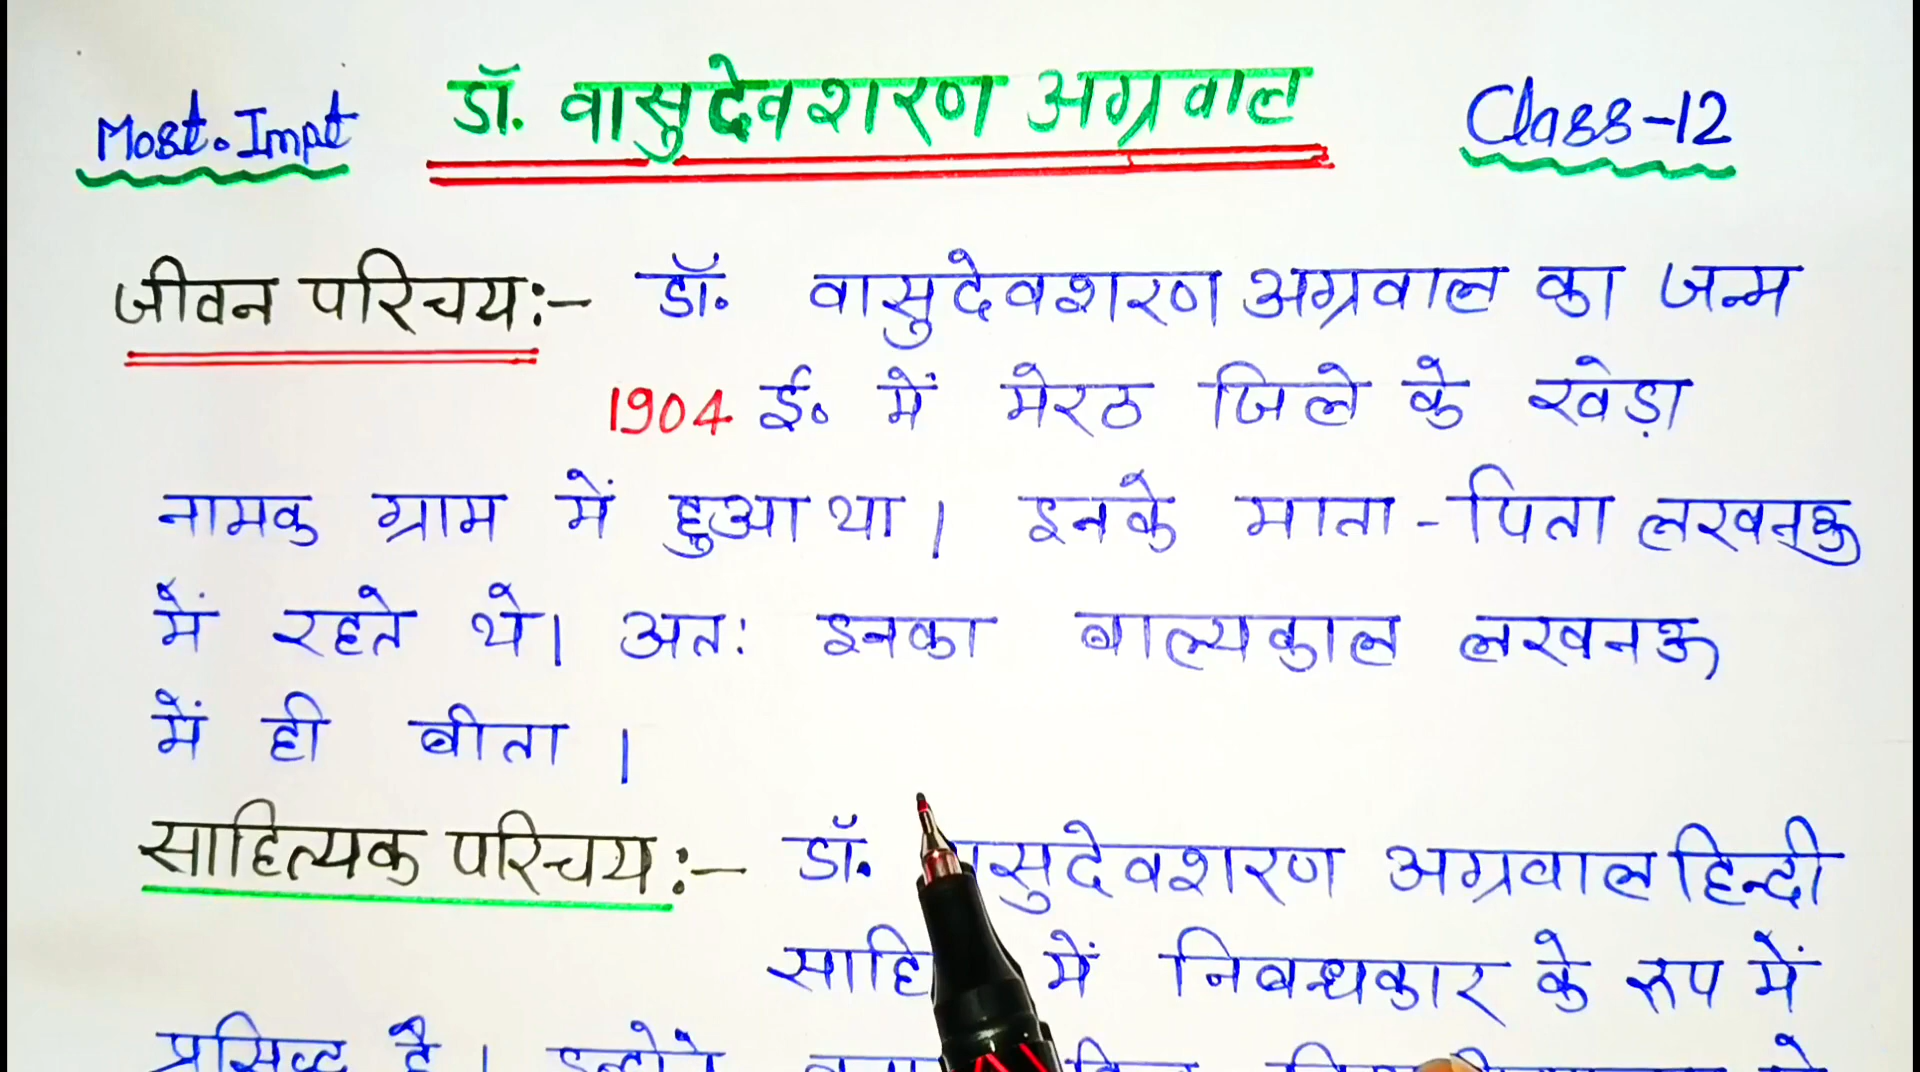 Most. Impt डॉ. वासुदेवशरण अग्रवाल Class-12
जीवन परिचय:- डॉ. वासुदेवशरण अग्रवाल का जन्म
1904 ई० में मेरठ जिले के खेड़ा
नामक ग्राम में हुआ था। इनके माता-पिता लखनऊ
में रहते थे। अतः इनका बाल्यकाल लखनऊ
में ही बीता।
साहित्यक परिचय:- डॉ. वासुदेवशरण अग्रवाल हिन्दी
में निबन्धकार के रूप में
प्रसिद्ध है।